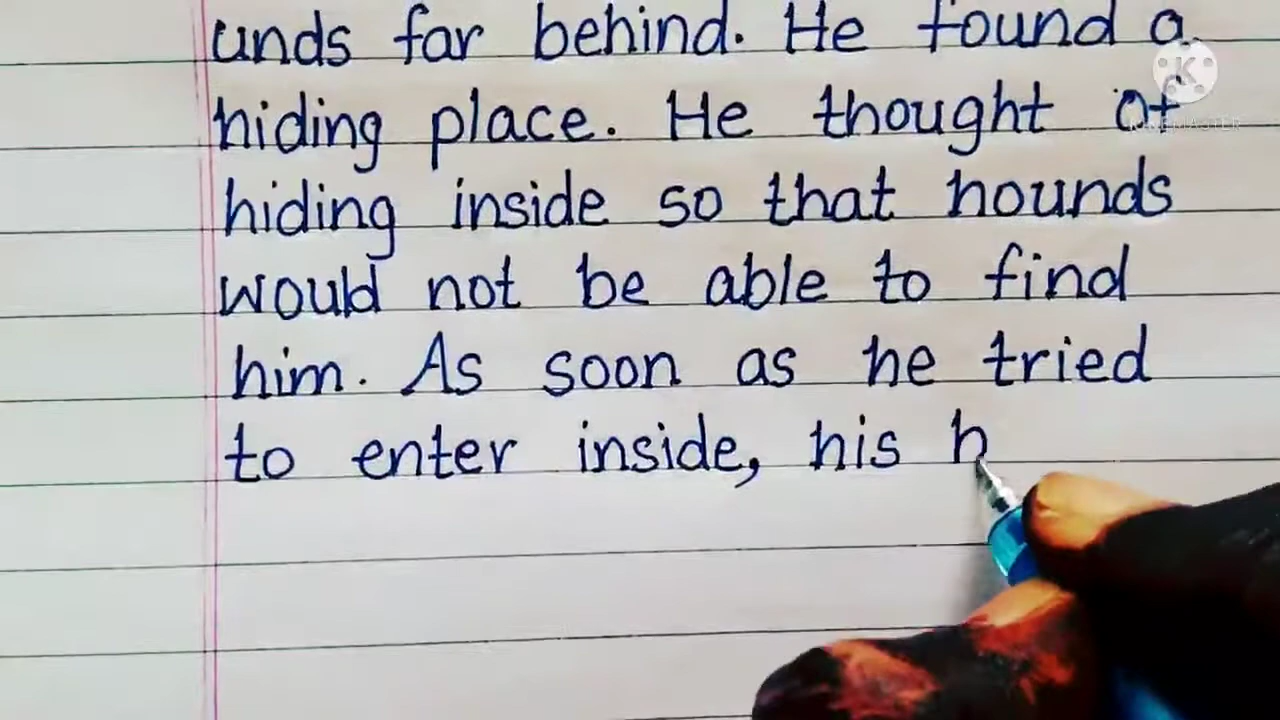 unds far behind. He found a
hiding place. He thought of
hiding inside so that hounds
would not be able to find
him. As soon as he tried
to enter inside, his h
K
KINEMASTER